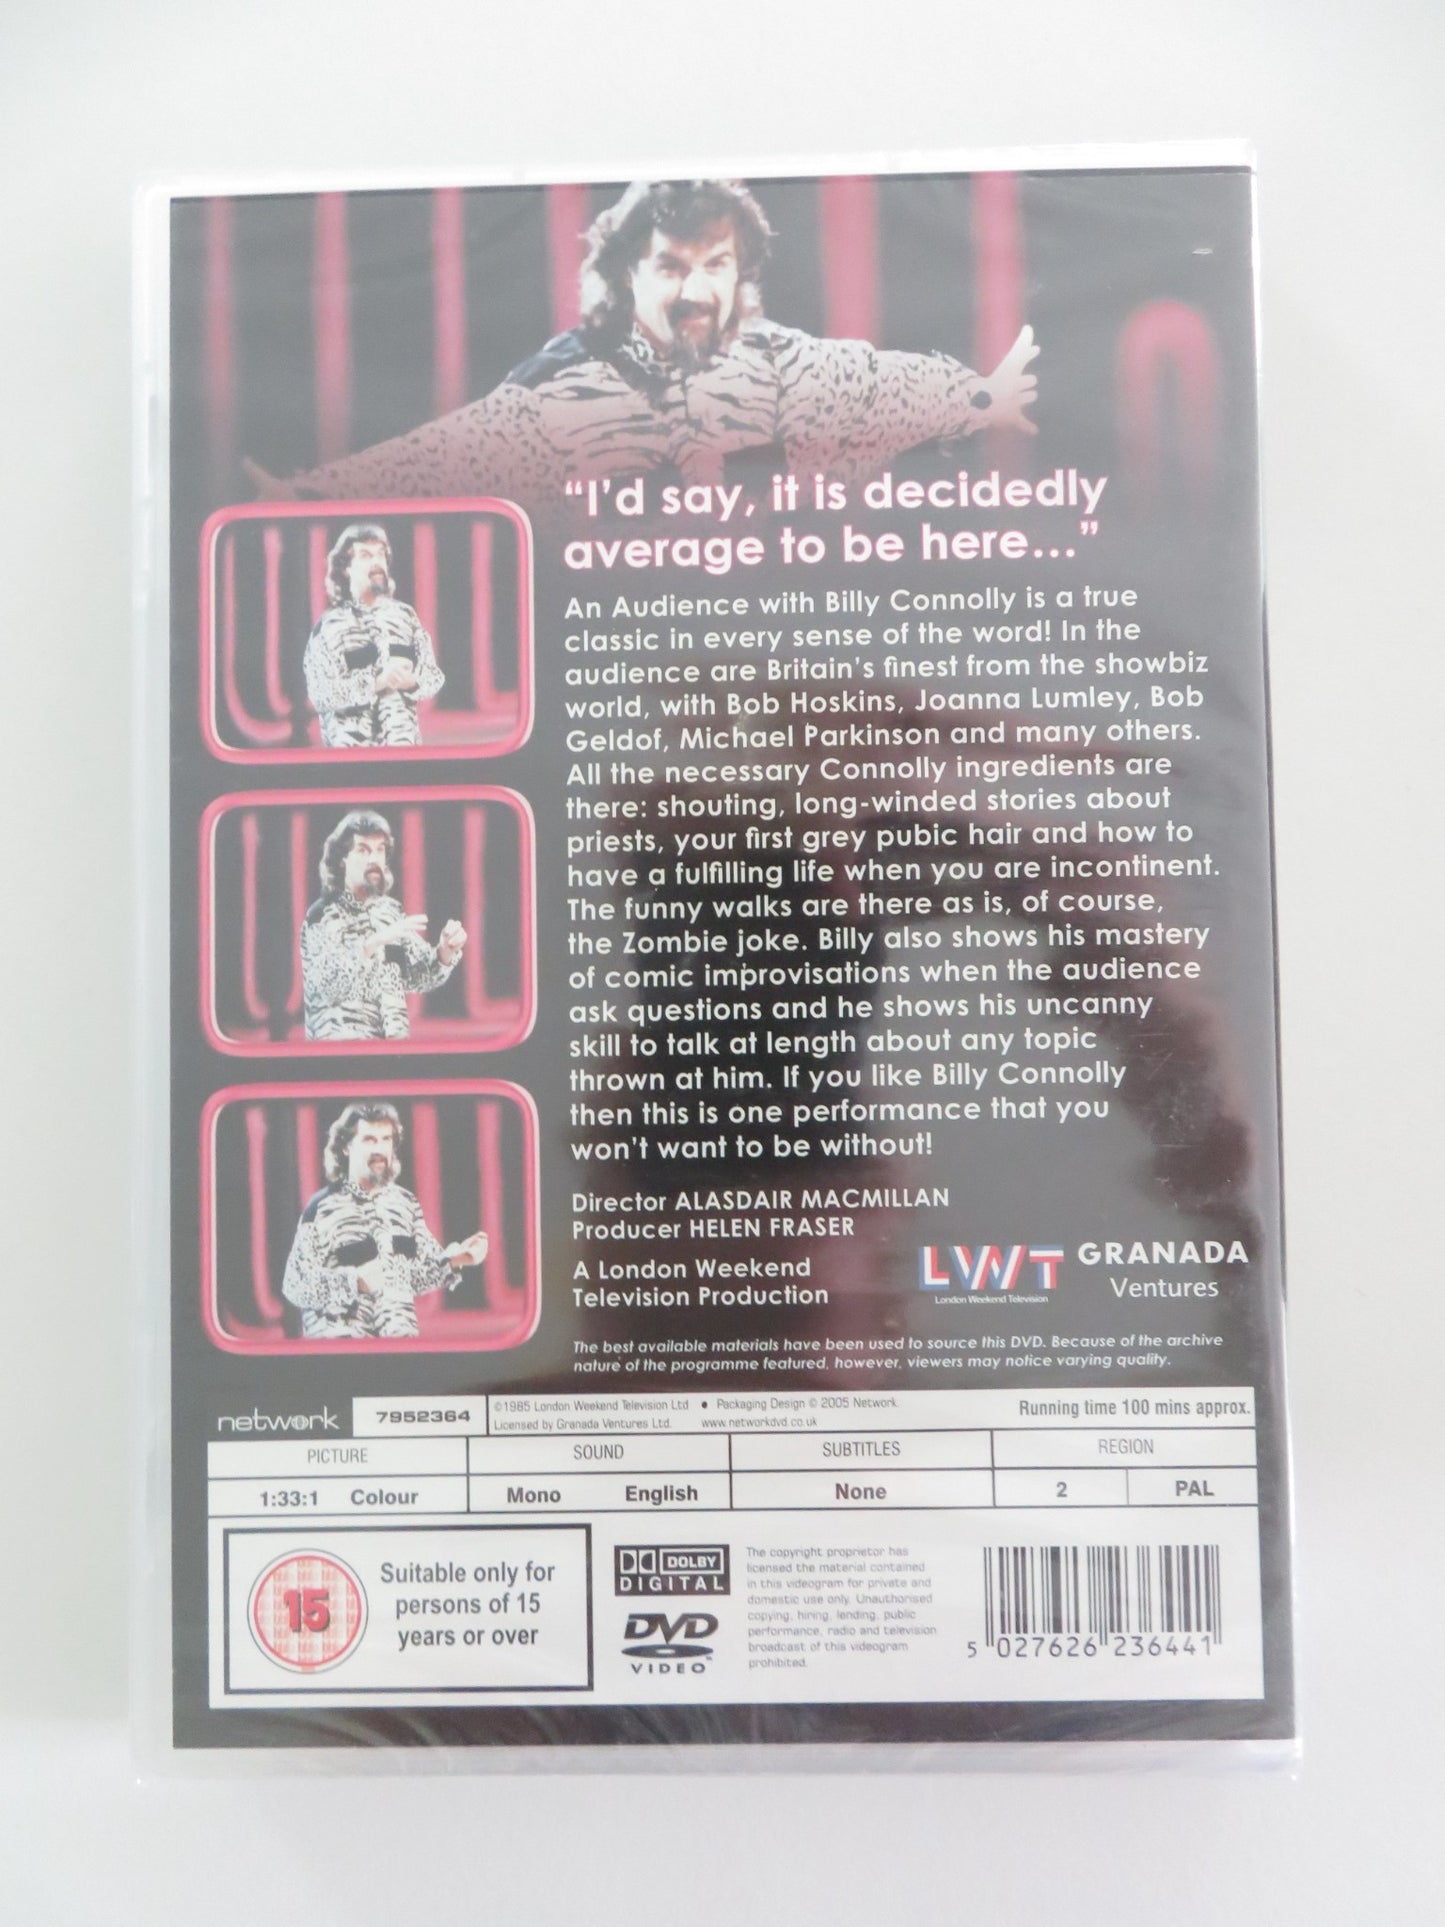 “I’d say, it is decidedly
average to be here...”
An Audience with Billy Connolly is a true
classic in every sense of the word! In the
audience are Britain’s finest from the showbiz
world, with Bob Hoskins, Joanna Lumley, Bob
Geldof, Michael Parkinson and many others.
All the necessary Connolly ingredients are
there: shouting, long-winded stories about
priests, your first grey pubic hair and how to
have a fulfilling life when you are incontinent.
The funny walks are there as is, of course,
the Zombie joke. Billy also shows his mastery
of comic improvisations when the audience
ask questions and he shows his uncanny
skill to talk at length about any topic
thrown at him. If you like Billy Connolly
then this is one performance that you
won’t want to be without!
Director ALASDAIR MACMILLAN
Producer HELEN FRASER
A London Weekend
Television Production
LWT
London Weekend Television
GRANADA
Ventures
The best available materials have been used to source this DVD. Because of the archive
nature of the programme featured, however, viewers may notice varying quality.
network
7952364
©1985 London Weekend Television Ltd • Packaging Design © 2005 Network
Licensed by Granada Ventures Ltd. www.networkdvd.co.uk
Running time 100 mins approx.
PICTURE SOUND SUBTITLES REGION
1:33:1 Colour Mono English None 2 PAL
15
Suitable only for
persons of 15
years or over
DOLBY
DIGITAL
DVD
VIDEO
The copyright proprietor has
licensed the material contained
in this videogram for private and
domestic use only. Unauthorised
copying, hiring, lending, public
performance, radio and television
broadcast of this videogram
prohibited.
5 027626 236441